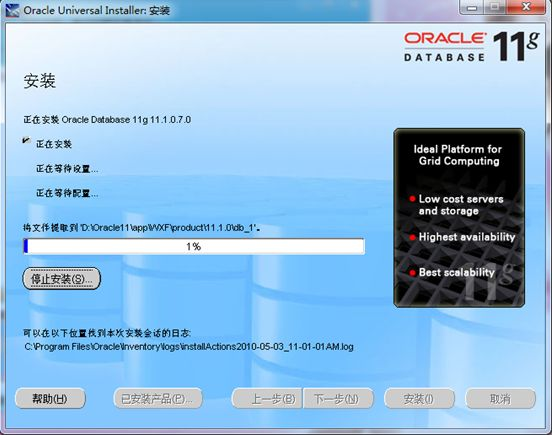 Oracle Universal Installer: 安装
ORACLE
DATABASE 11g
安装
正在安装 Oracle Database 11g 11.1.0.7.0
正在安装
正在等待设置...
正在等待配置...
Ideal Platform for
Grid Computing
Low cost servers
and storage
Highest availability
Best scalability
11g
将文件提取到 'D:\Oracle11\app\WXF\product\11.1.0\db_1'。
1%
停止安装(S)...
可以在以下位置找到本次安装会话的日志:
C:\Program Files\Oracle\Inventory\logs\installActions2010-05-03_11-01-01AM.log
帮助(H) 已安装产品(P)... 上一步(B) 下一步(N) 安装(I) 取消